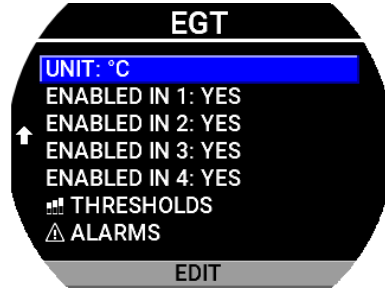 EGT
UNIT: °C
ENABLED IN 1: YES
ENABLED IN 2: YES
ENABLED IN 3: YES
ENABLED IN 4: YES
THRESHOLDS
ALARMS
EDIT